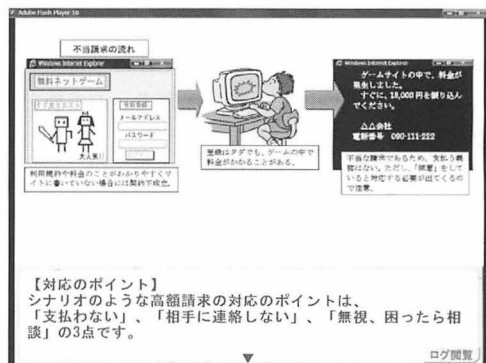 Adobe Flash Player 10
不当請求の流れ
Windows Internet Explorer
無料ネットゲーム
大人気!!
会員登録
メールアドレス
パスワード
利用規約や料金のことがわかりやすくサ
イトに書いていない場合には契約不成立。
登録はタダでも、ゲームの中で
料金がかかることがある。
Windows Internet Explorer
ゲームサイトの中で、料金が
発生しました。
すぐに、18,000円を振り込ん
でください。
△△会社
電話番号 090-111-222
不当な請求であるため、支払う義
務はない。ただし、「同意」をして
いると対応する必要が出てくるの
で注意。
【対応のポイント】
シナリオのような高額請求の対応のポイントは、
「支払わない」、「相手に連絡しない」、「無視、困ったら相
談」の3点です。
▼
ログ閲覧